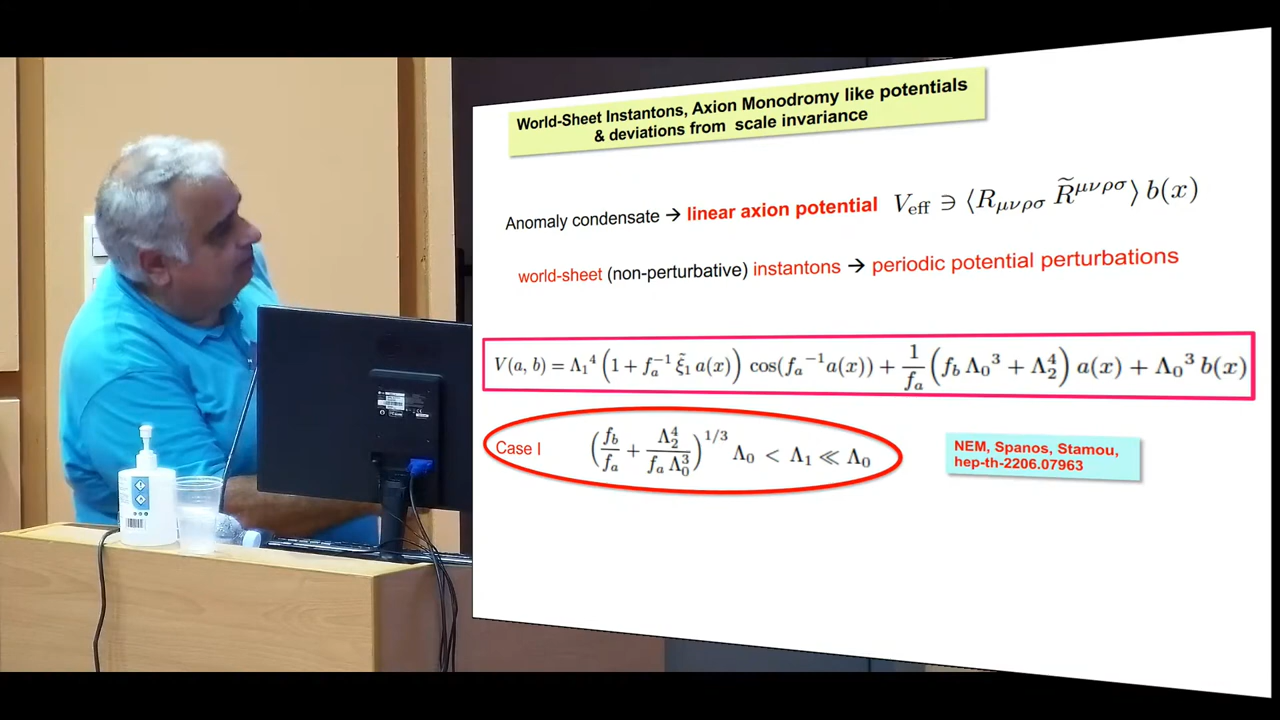 World-Sheet Instantons, Axion Monodromy like potentials
& deviations from scale invariance
Anomaly condensate → linear axion potential V_eff ∋ ⟨R_{μνρσ} R̃^{μνρσ}⟩ b(x)
world-sheet (non-perturbative) instantons → periodic potential perturbations
V(a, b) = Λ₁⁴ (1 + f_a⁻¹ ξ̃₁ a(x)) cos(f_a⁻¹ a(x)) + 1/f_a (f_b Λ₀³ + Λ₂⁴) a(x) + Λ₀³ b(x)
Case I (f_b/f_a + Λ₂⁴/(f_a Λ₀³))^{1/3} Λ₀ < Λ₁ ≪ Λ₀
NEM, Spanos, Stamou,
hep-th-2206.07963